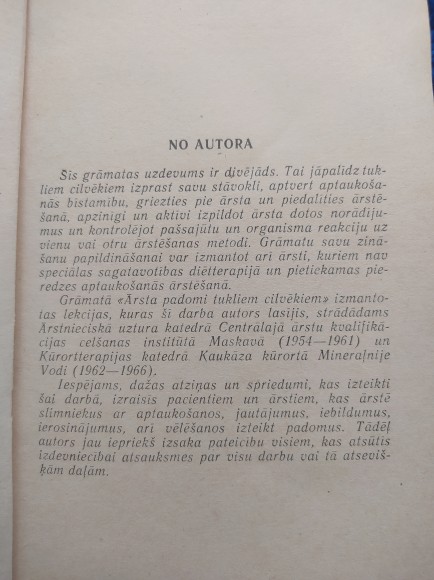 NO AUTORA
Šis grāmatas uzdevums ir divējāds. Tai jāpalīdz tuk-
liem cilvēkiem izprast savu stāvokli, aptvert aptaukoša-
nās bīstamību, griezties pie ārsta un piedalīties ārstē-
šanā, apzinīgi un aktīvi izpildot ārsta dotos norādīju-
mus un kontrolējot pašsajūtu un organisma reakciju uz
vienu vai otru ārstēšanas metodi. Grāmatu savu zinā-
šanu papildināšanai var izmantot arī ārsti, kuriem nav
speciālas sagatavotības diētterapijā un pietiekamas pie-
redzes aptaukošanās ārstēšanā.
Grāmatā «Ārsta padomi tukliem cilvēkiem» izmanto-
tas lekcijas, kuras šī darba autors lasījis, strādādams
Ārstnieciskā uztura katedrā Centrālajā ārstu kvalifikā-
cijas celšanas institūtā Maskavā (1954—1961) un
Kūrortterapijas katedrā Kaukāza kūrortā Mineraļnije
Vodi (1962—1966).
Iespējams, dažas atziņas un spriedumi, kas izteikti
šai darbā, izraisīs pacientiem un ārstiem, kas ārstē
slimniekus ar aptaukošanos, jautājumus, iebildumus,
ierosinājumus, arī vēlēšanos izteikt padomus. Tādēļ
autors jau iepriekš izsaka pateicību visiem, kas atsūtīs
izdevniecībai atsauksmes par visu darbu vai tā atseviš-
ķām daļām.